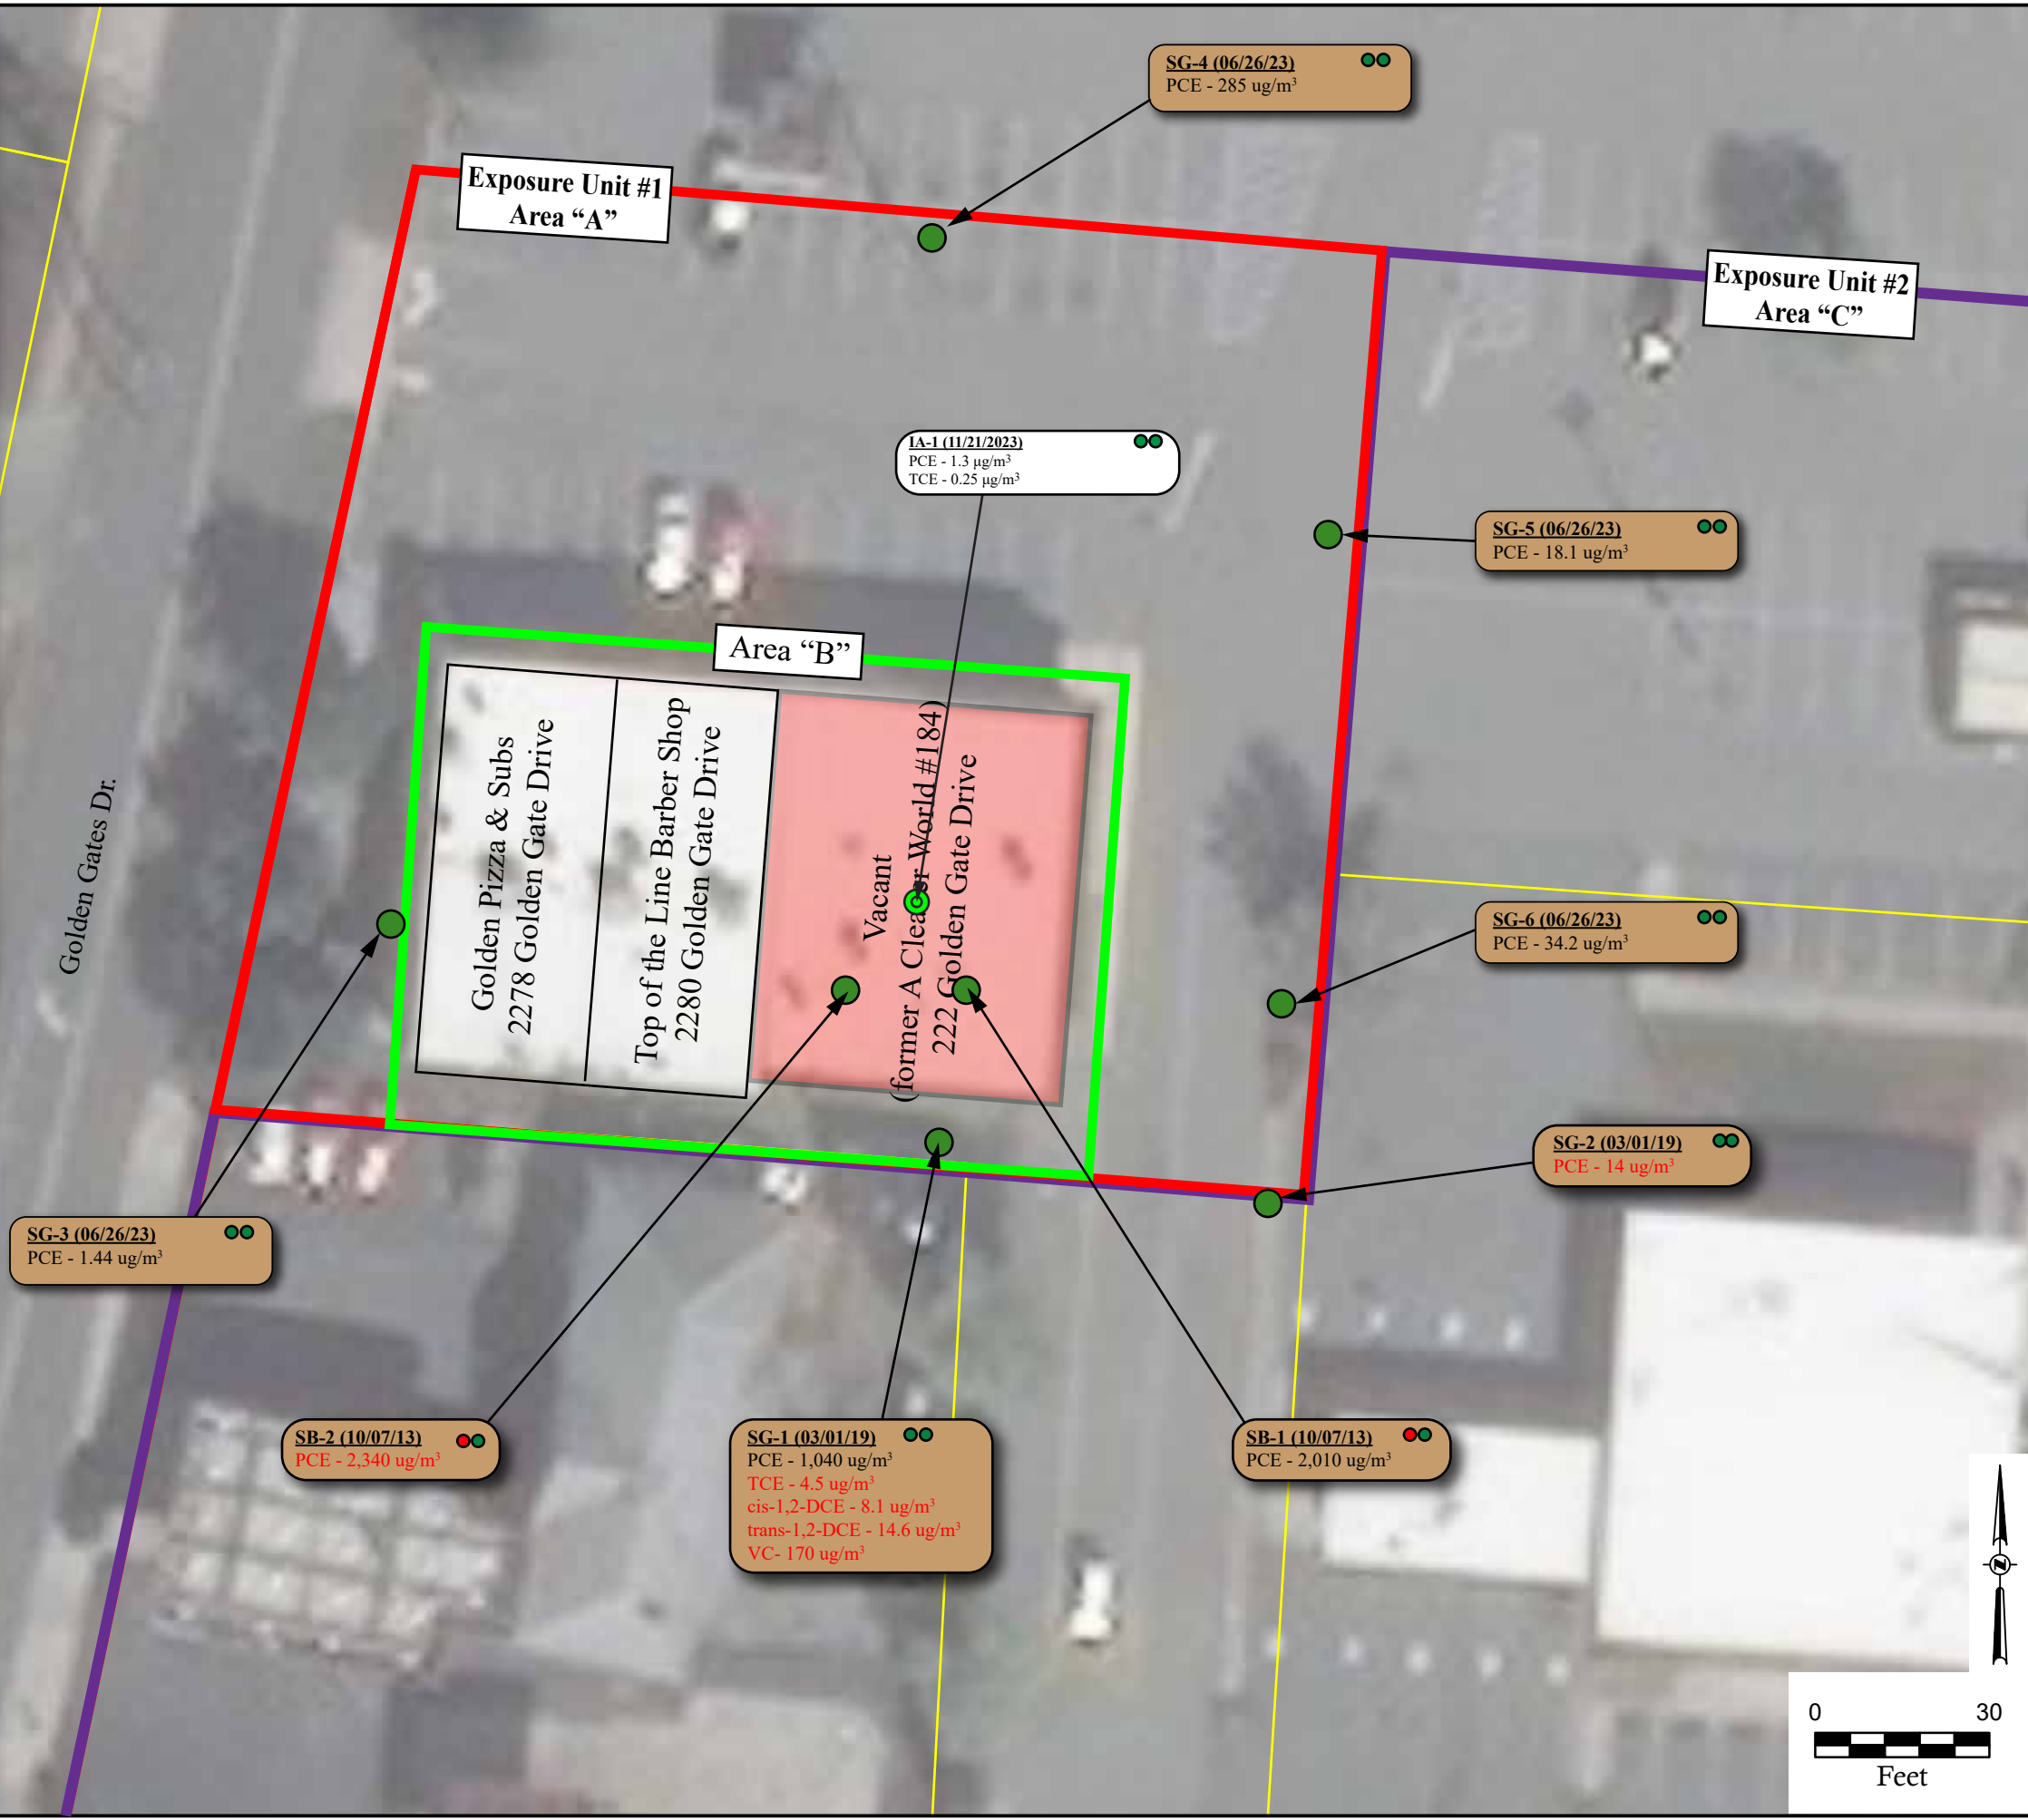 SG-4 (06/26/23)
PCE - 285 ug/m³
Exposure Unit #1
Area “A”
Exposure Unit #2
Area “C”
IA-1 (11/21/2023)
PCE - 1.3 µg/m³
TCE - 0.25 µg/m³
SG-5 (06/26/23)
PCE - 18.1 ug/m³
Area “B”
Golden Gates Dr.
Golden Pizza & Subs
2278 Golden Gate Drive
Top of the Line Barber Shop
2280 Golden Gate Drive
Vacant
(former A Cleaner World #184)
222 Golden Gate Drive
SG-6 (06/26/23)
PCE - 34.2 ug/m³
SG-2 (03/01/19)
PCE - 14 ug/m³
SG-3 (06/26/23)
PCE - 1.44 ug/m³
SB-2 (10/07/13)
PCE - 2,340 ug/m³
SG-1 (03/01/19)
PCE - 1,040 ug/m³
TCE - 4.5 ug/m³
cis-1,2-DCE - 8.1 ug/m³
trans-1,2-DCE - 14.6 ug/m³
VC- 170 ug/m³
SB-1 (10/07/13)
PCE - 2,010 ug/m³
N
0 30
Feet